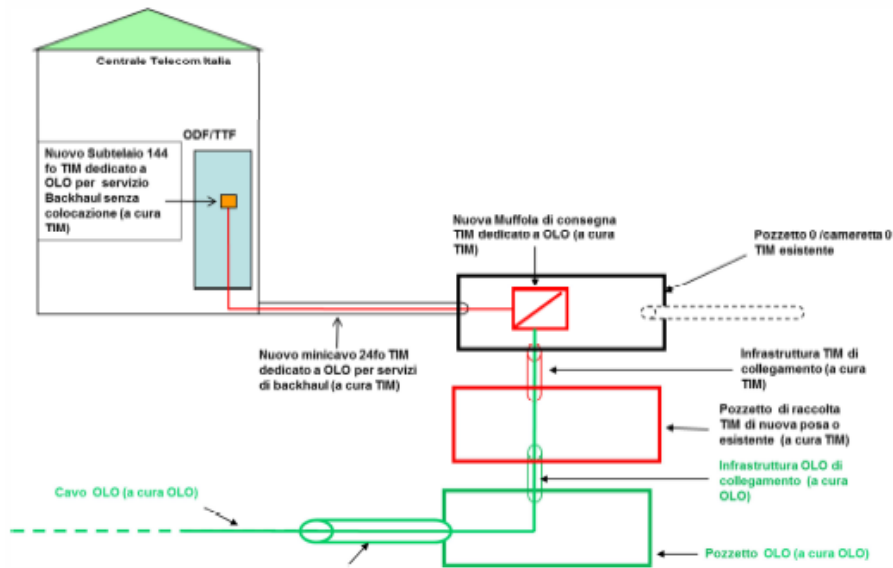 Centrale Telecom Italia
ODF/TTF
Nuovo Subtelaio 144
fo TIM dedicato a
OLO per servizio
Backhaul senza
colocazione (a cura
TIM)
Nuova Muffola di consegna
TIM dedicato a OLO (a cura
TIM)
Pozzetto 0 /cameretta 0
TIM esistente
Nuovo minicavo 24fo TIM
dedicato a OLO per servizi
di backhaul (a cura TIM)
Infrastruttura TIM di
collegamento (a cura
TIM)
Pozzetto di raccolta
TIM di nuova posa o
esistente (a cura TIM)
Infrastruttura OLO di
collegamento (a cura
OLO)
Cavo OLO (a cura OLO)
Pozzetto OLO (a cura OLO)